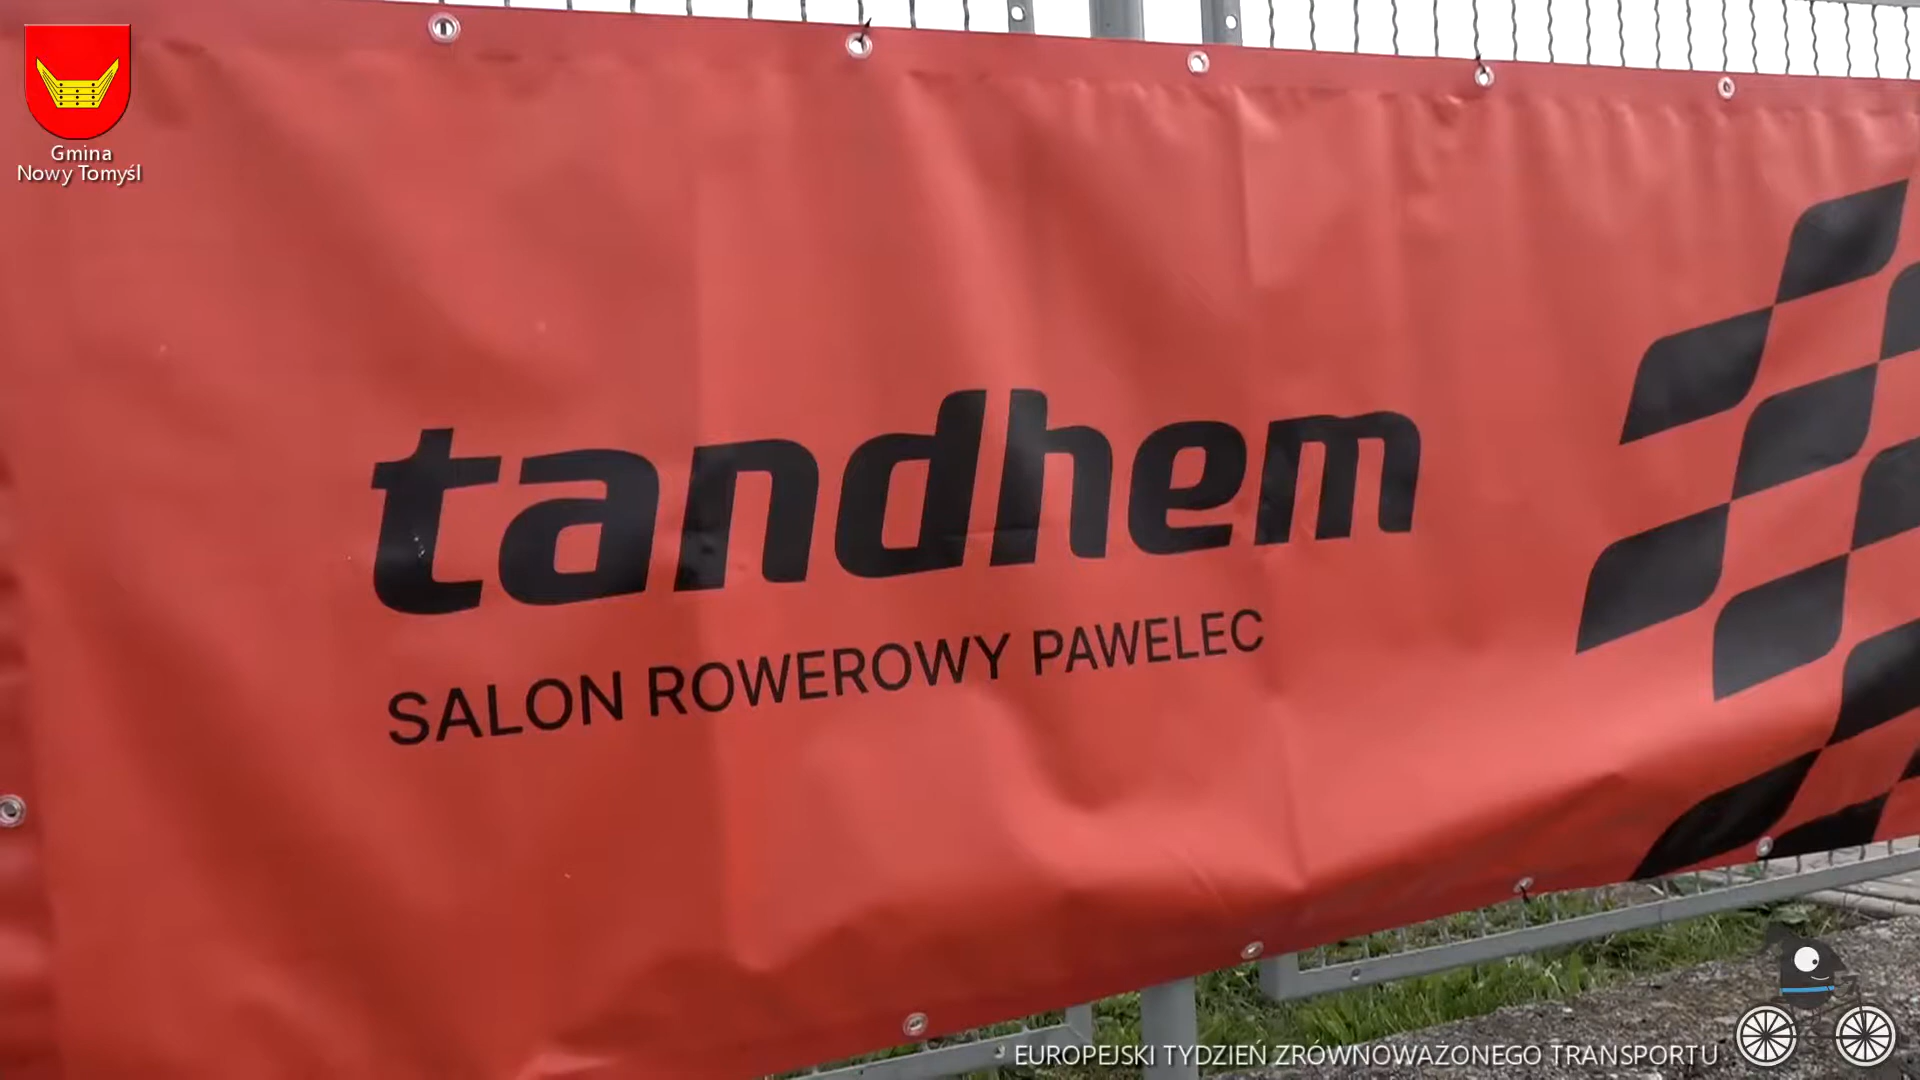 Gmina
Nowy Tomyśl
tandhem
SALON ROWEROWY PAWELEC
EUROPEJSKI TYDZIEŃ ZRÓWNOWAŻONEGO TRANSPORTU